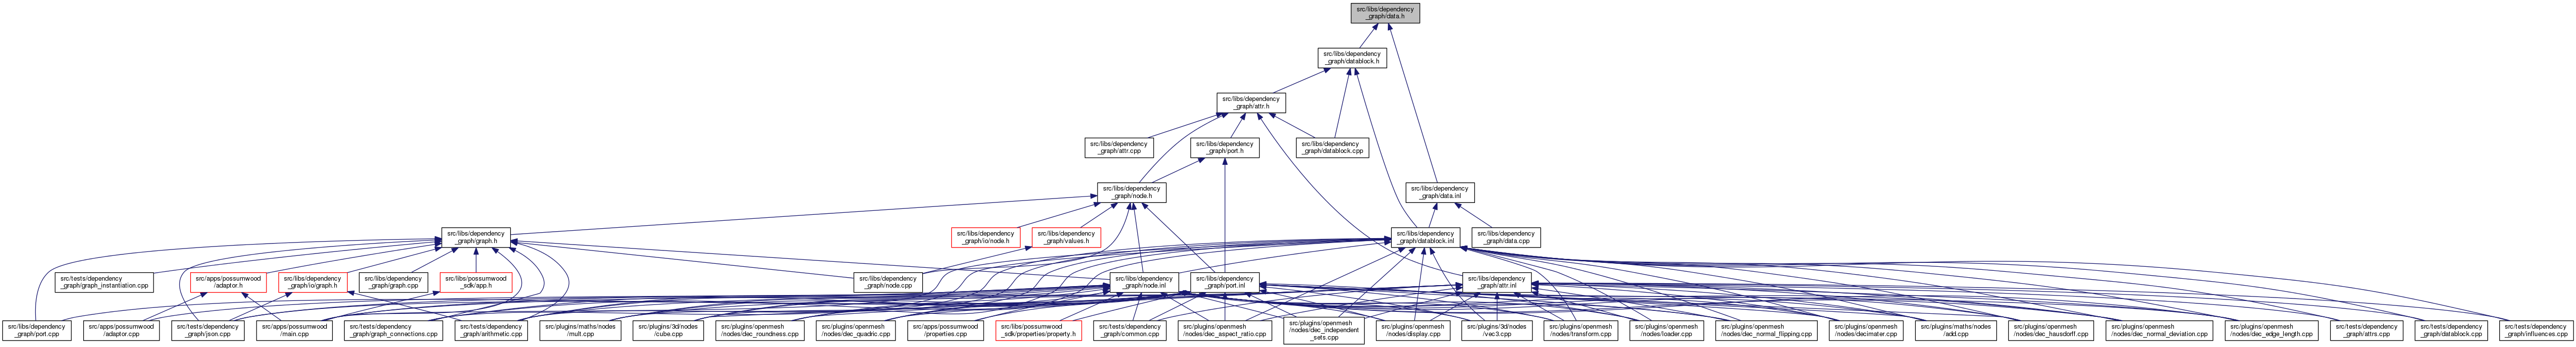 src/libs/dependency
_graph/data.h
src/libs/dependency
_graph/datablock.h
src/libs/dependency
_graph/attr.h
src/libs/dependency
_graph/attr.cpp
src/libs/dependency
_graph/port.h
src/libs/dependency
_graph/datablock.cpp
src/libs/dependency
_graph/node.h
src/libs/dependency
_graph/data.inl
src/libs/dependency
_graph/graph.h
src/libs/dependency
_graph/io/node.h
src/libs/dependency
_graph/values.h
src/libs/dependency
_graph/datablock.inl
src/libs/dependency
_graph/data.cpp
src/tests/dependency
_graph/graph_instantiation.cpp
src/apps/possumwood
/adaptor.h
src/libs/dependency
_graph/io/graph.h
src/libs/dependency
_graph/graph.cpp
src/libs/possumwood
_sdk/app.h
src/libs/dependency
_graph/node.cpp
src/libs/dependency
_graph/node.inl
src/libs/dependency
_graph/port.inl
src/libs/dependency
_graph/attr.inl
src/libs/dependency
_graph/port.cpp
src/apps/possumwood
/adaptor.cpp
src/tests/dependency
_graph/json.cpp
src/apps/possumwood
/main.cpp
src/tests/dependency
_graph/graph_connections.cpp
src/tests/dependency
_graph/arithmetic.cpp
src/plugins/maths/nodes
/mult.cpp
src/plugins/3d/nodes
/cube.cpp
src/plugins/openmesh
/nodes/dec_roundness.cpp
src/plugins/openmesh
/nodes/dec_quadric.cpp
src/apps/possumwood
/properties.cpp
src/libs/possumwood
_sdk/properties/property.h
src/tests/dependency
_graph/common.cpp
src/plugins/openmesh
/nodes/dec_aspect_ratio.cpp
src/plugins/openmesh
/nodes/dec_independent
_sets.cpp
src/plugins/openmesh
/nodes/display.cpp
src/plugins/3d/nodes
/vec3.cpp
src/plugins/openmesh
/nodes/transform.cpp
src/plugins/openmesh
/nodes/loader.cpp
src/plugins/openmesh
/nodes/dec_normal_flipping.cpp
src/plugins/openmesh
/nodes/decimater.cpp
src/plugins/maths/nodes
/add.cpp
src/plugins/openmesh
/nodes/dec_hausdorff.cpp
src/plugins/openmesh
/nodes/dec_normal_deviation.cpp
src/plugins/openmesh
/nodes/dec_edge_length.cpp
src/tests/dependency
_graph/attrs.cpp
src/tests/dependency
_graph/datablock.cpp
src/tests/dependency
_graph/influences.cpp